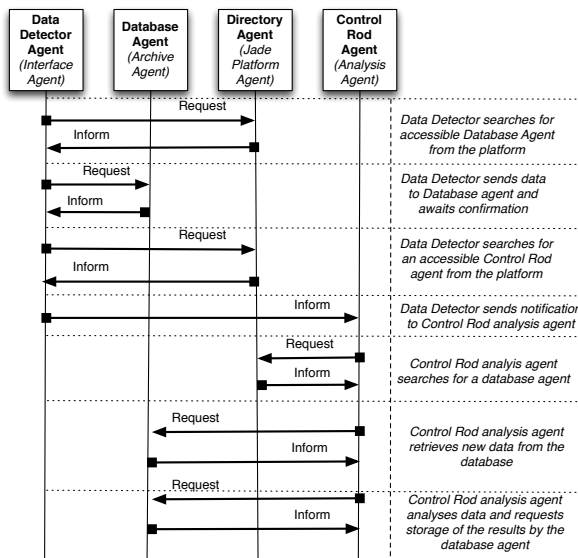 Data
Detector
Agent
(Interface
Agent)
Database
Agent
(Archive
Agent)
Directory
Agent
(Jade
Platform
Agent)
Control
Rod
Agent
(Analysis
Agent)
Request
Inform
Data Detector searches for
accessible Database Agent
from the platform
Request
Inform
Data Detector sends data
to Database agent and
awaits confirmation
Request
Inform
Data Detector searches for
an accessible Control Rod
agent from the platform
Inform
Data Detector sends notification
to Control Rod analysis agent
Request
Inform
Control Rod analyis agent
searches for a database agent
Request
Inform
Control Rod analysis agent
retrieves new data from the
database
Request
Inform
Control Rod analysis agent
analyses data and requests
storage of the results by the
database agent